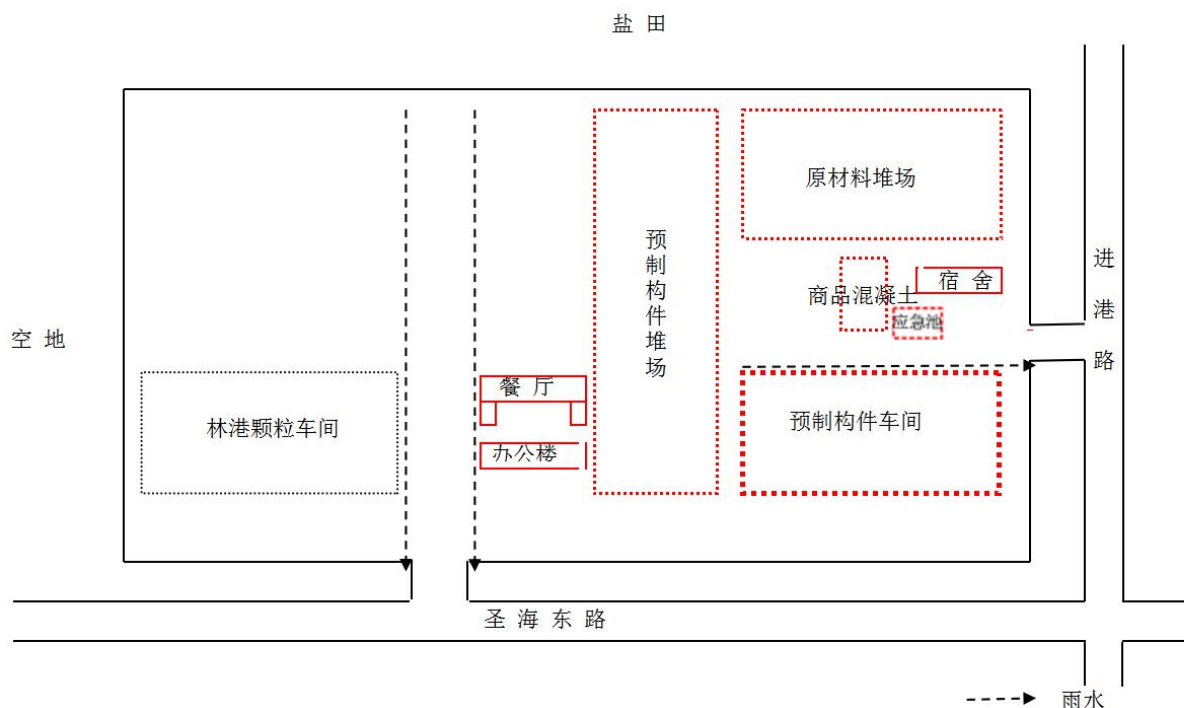 盐 田
原材料堆场
预制构件堆场
进港路
宿 舍
商品混凝土
应急池
空 地
餐 厅
林港颗粒车间
预制构件车间
办公楼
圣 海 东 路
雨水